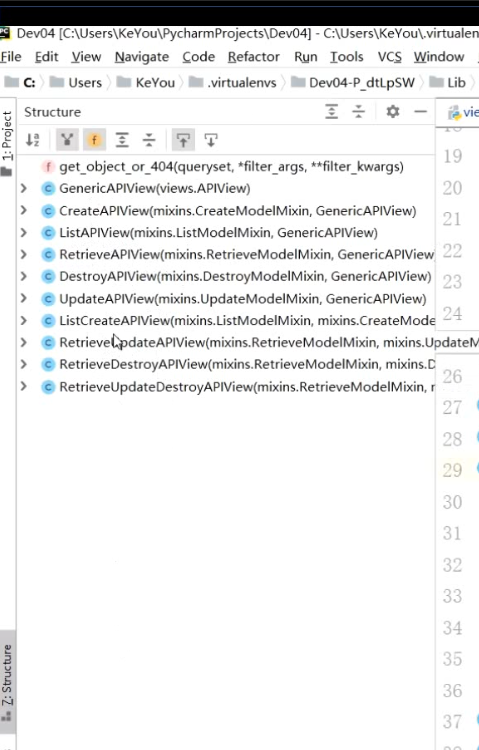 Dev04 [C:\Users\KeYou\PycharmProjects\Dev04] - C:\Users\KeYou\.virtualen
File Edit View Navigate Code Refactor Run Tools VCS Window
C: Users KeYou .virtualenvs Dev04-P_dtLpSW Lib
1: Project
Structure
get_object_or_404(queryset, *filter_args, **filter_kwargs)
GenericAPIView(views.APIView)
CreateAPIView(mixins.CreateModelMixin, GenericAPIView)
ListAPIView(mixins.ListModelMixin, GenericAPIView)
RetrieveAPIView(mixins.RetrieveModelMixin, GenericAPIView
DestroyAPIView(mixins.DestroyModelMixin, GenericAPIView)
UpdateAPIView(mixins.UpdateModelMixin, GenericAPIView)
ListCreateAPIView(mixins.ListModelMixin, mixins.CreateMode
RetrieveUpdateAPIView(mixins.RetrieveModelMixin, mixins.UpdateM
RetrieveDestroyAPIView(mixins.RetrieveModelMixin, mixins.D
RetrieveUpdateDestroyAPIView(mixins.RetrieveModelMixin, r
7: Structure
vie
19
20
21
22
23
24
26
27
28
29
30
31
32
33
34
35
36
37